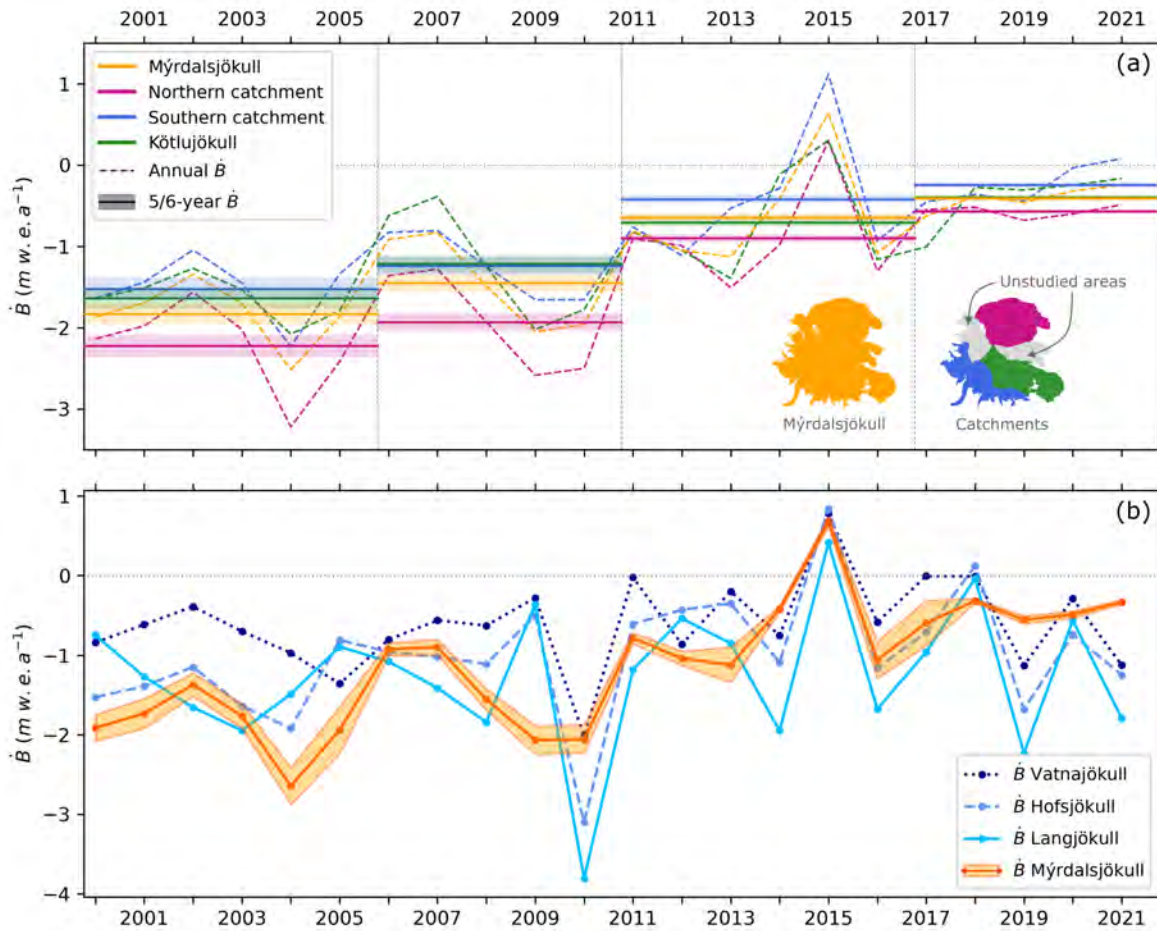 2001 2003 2005 2007 2009 2011 2013 2015 2017 2019 2021
(a)
1
0
−1
−2
−3
Ḃ (m w. e. a⁻¹)
Mýrdalsjökull
Northern catchment
Southern catchment
Kötlujökull
Annual Ḃ
5/6-year Ḃ
Unstudied areas
Mýrdalsjökull
Catchments
(b)
1
0
−1
−2
−3
−4
Ḃ (m w. e. a⁻¹)
Ḃ Vatnajökull
Ḃ Hofsjökull
Ḃ Langjökull
Ḃ Mýrdalsjökull
2001 2003 2005 2007 2009 2011 2013 2015 2017 2019 2021